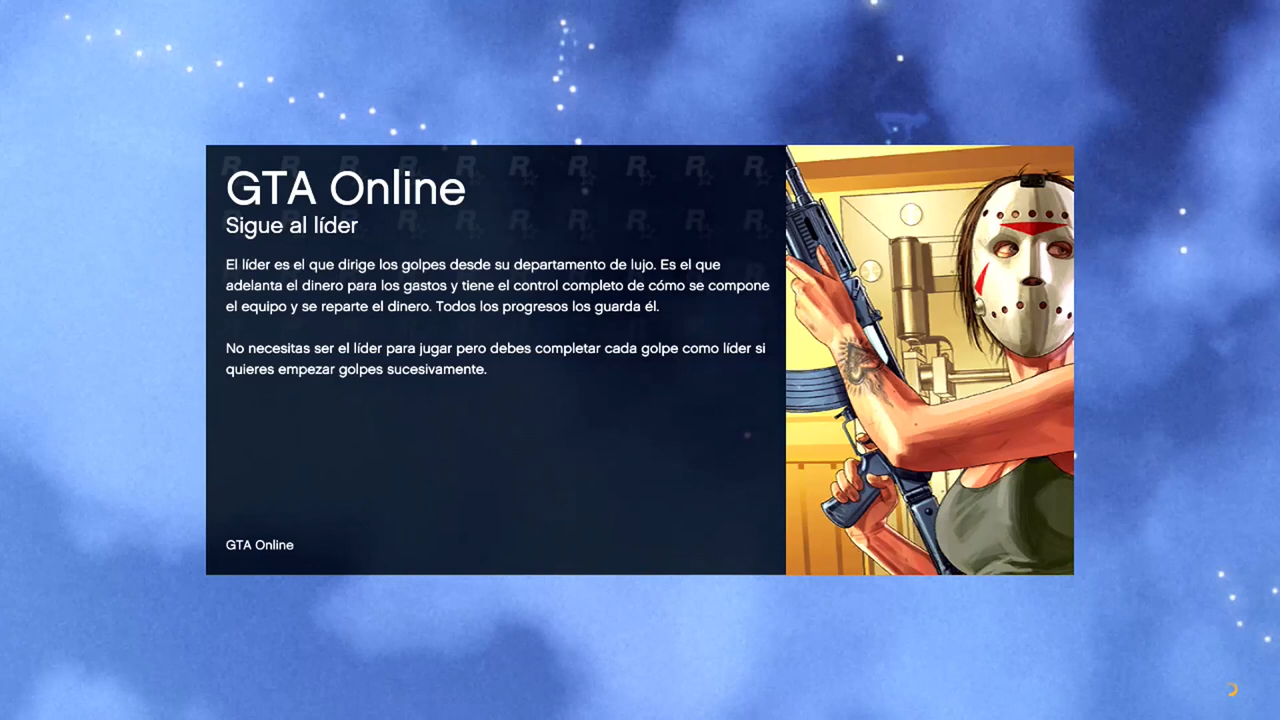 GTA Online
Sigue al líder
El líder es el que dirige los golpes desde su departamento de lujo. Es el que
adelanta el dinero para los gastos y tiene el control completo de cómo se compone
el equipo y se reparte el dinero. Todos los progresos los guarda él.
No necesitas ser el líder para jugar pero debes completar cada golpe como líder si
quieres empezar golpes sucesivamente.
GTA Online